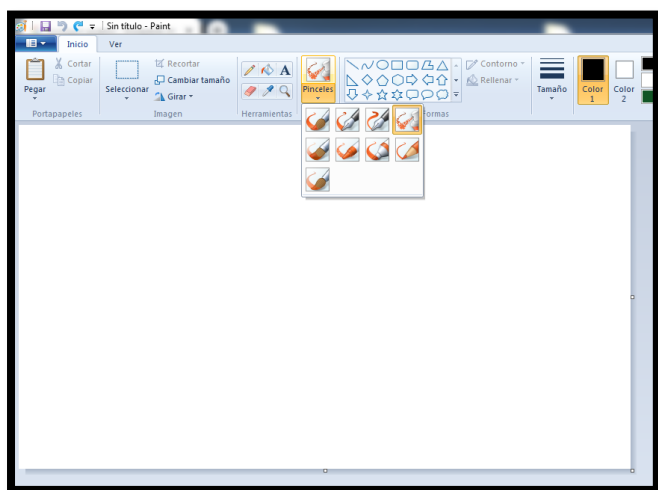 Sin título - Paint
Inicio Ver
Pegar
Cortar
Copiar
Portapapeles
Seleccionar
Recortar
Cambiar tamaño
Girar
Imagen
A
Herramientas
Pinceles
Contorno
Rellenar
ormas
Tamaño
Color
1
Color
2